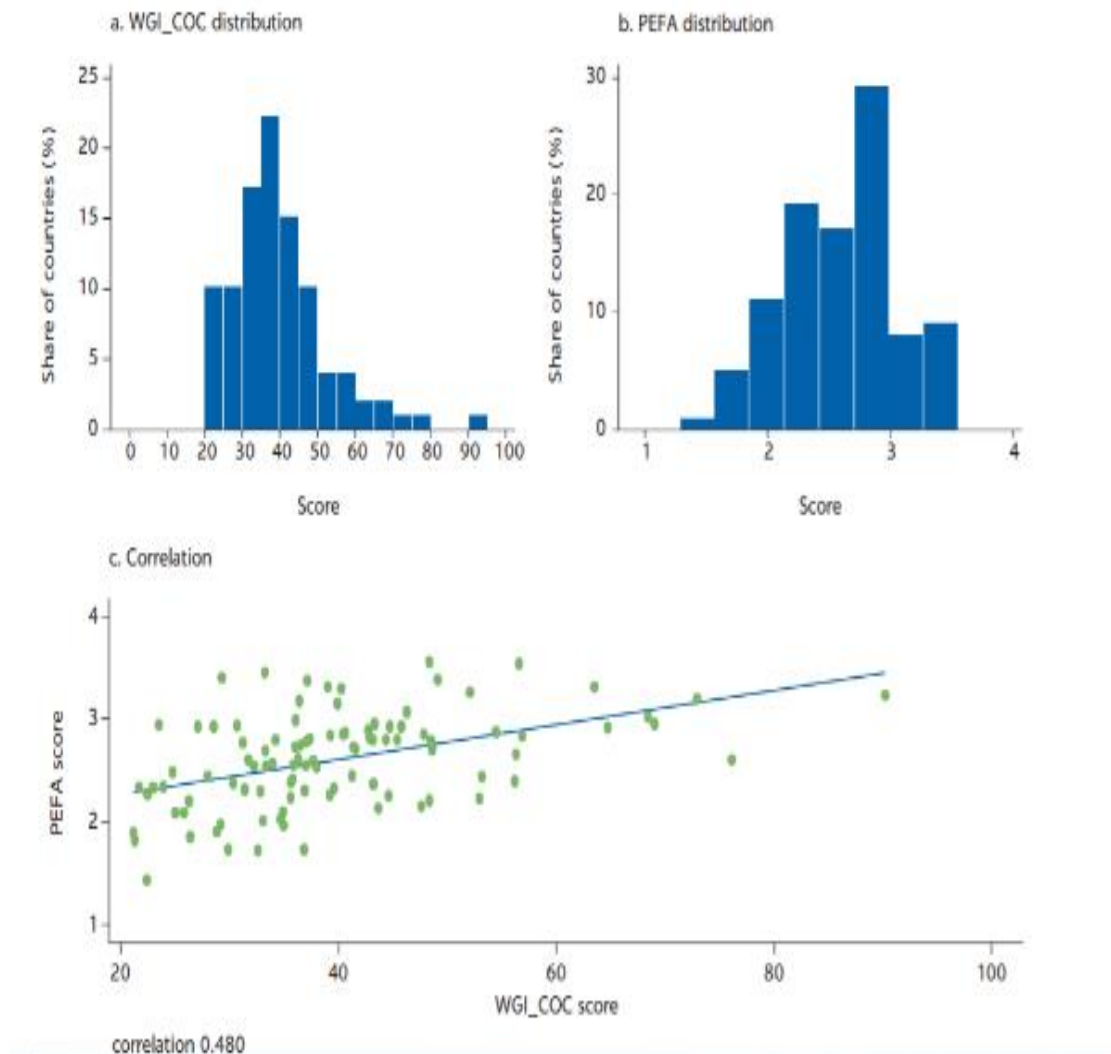 a. WGI_COC distribution
25
20
15
10
5
0
Share of countries (%)
0 10 20 30 40 50 60 70 80 90 100
Score
b. PEFA distribution
30
20
10
0
Share of countries (%)
1 2 3 4
Score
c. Correlation
4
3
2
1
PEFA score
20 40 60 80 100
WGI_COC score
correlation 0.480